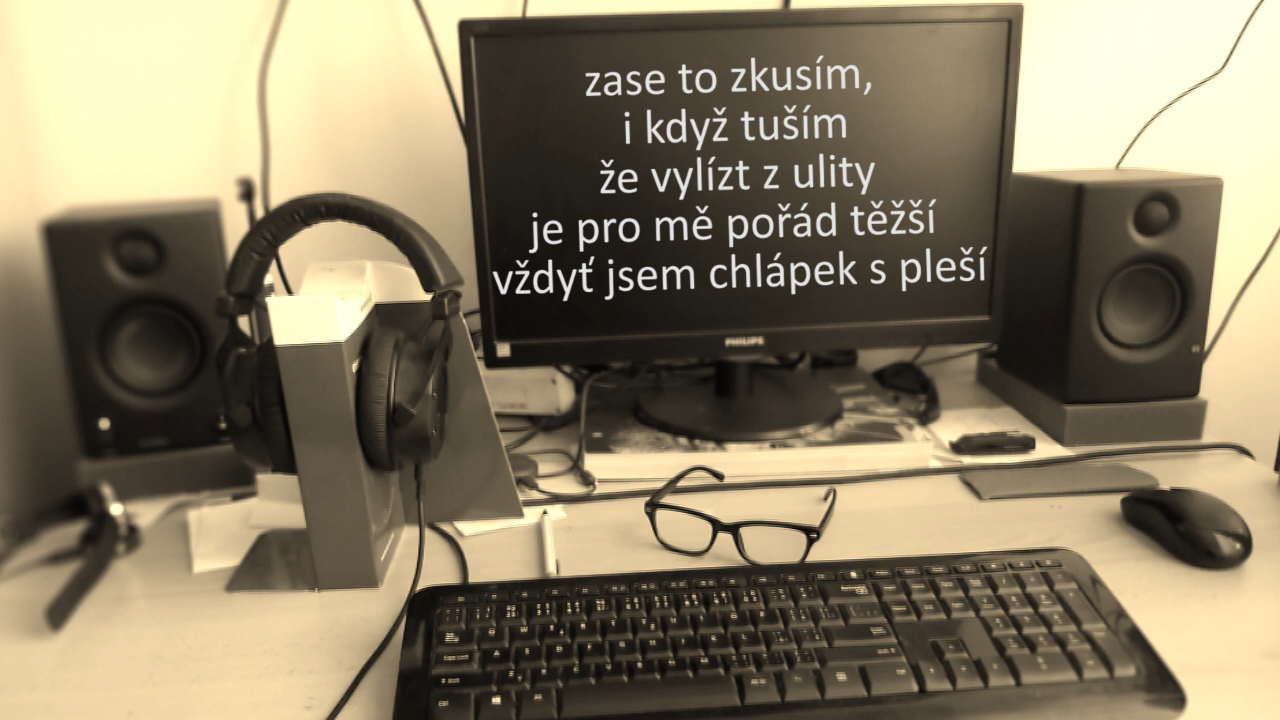 zase to zkusím,
i když tuším
že vylízt z ulity
je pro mě pořád těžší
vždyť jsem chlápek s pleší
PHILIPS